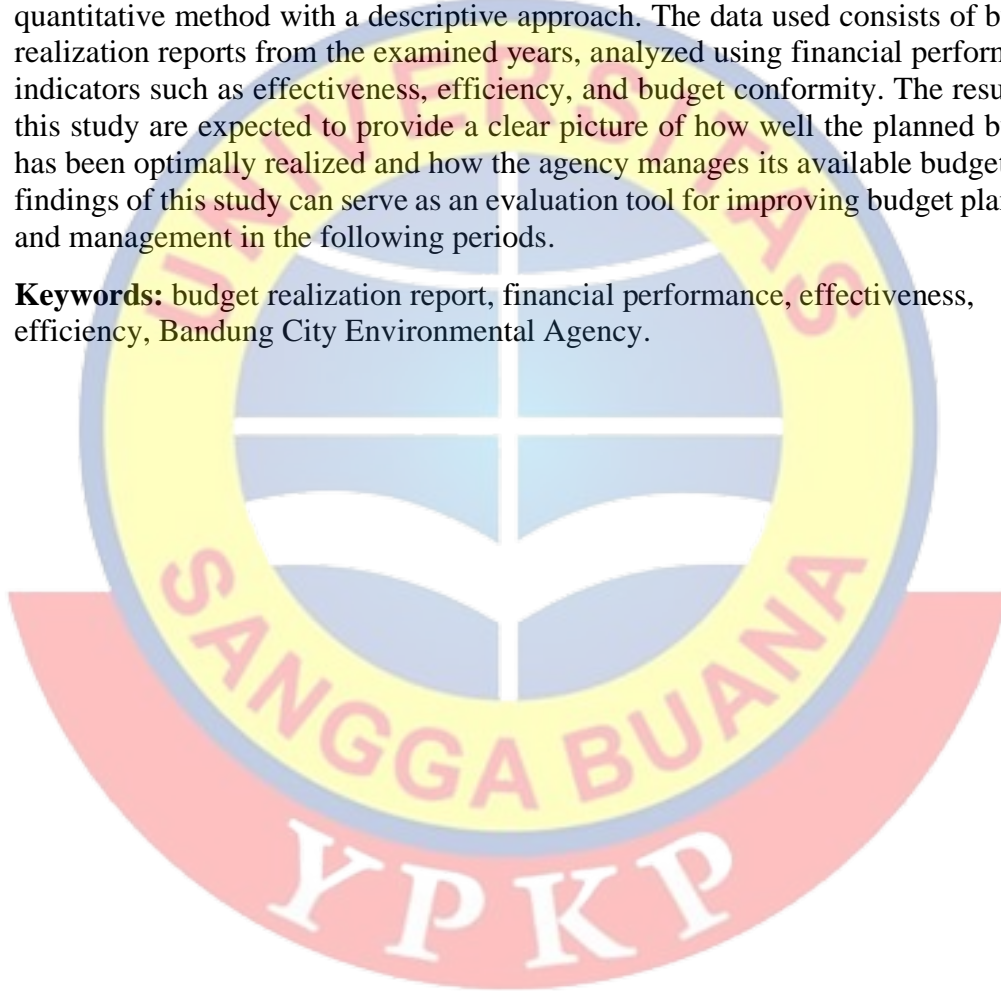 quantitative method with a descriptive approach. The data used consists of b
realization reports from the examined years, analyzed using financial perform
indicators such as effectiveness, efficiency, and budget conformity. The resu
this study are expected to provide a clear picture of how well the planned b
has been optimally realized and how the agency manages its available budget
findings of this study can serve as an evaluation tool for improving budget pla
and management in the following periods.
Keywords: budget realization report, financial performance, effectiveness,
efficiency, Bandung City Environmental Agency.
UNIVERSITAS
SANGGA BUANA
YPKP